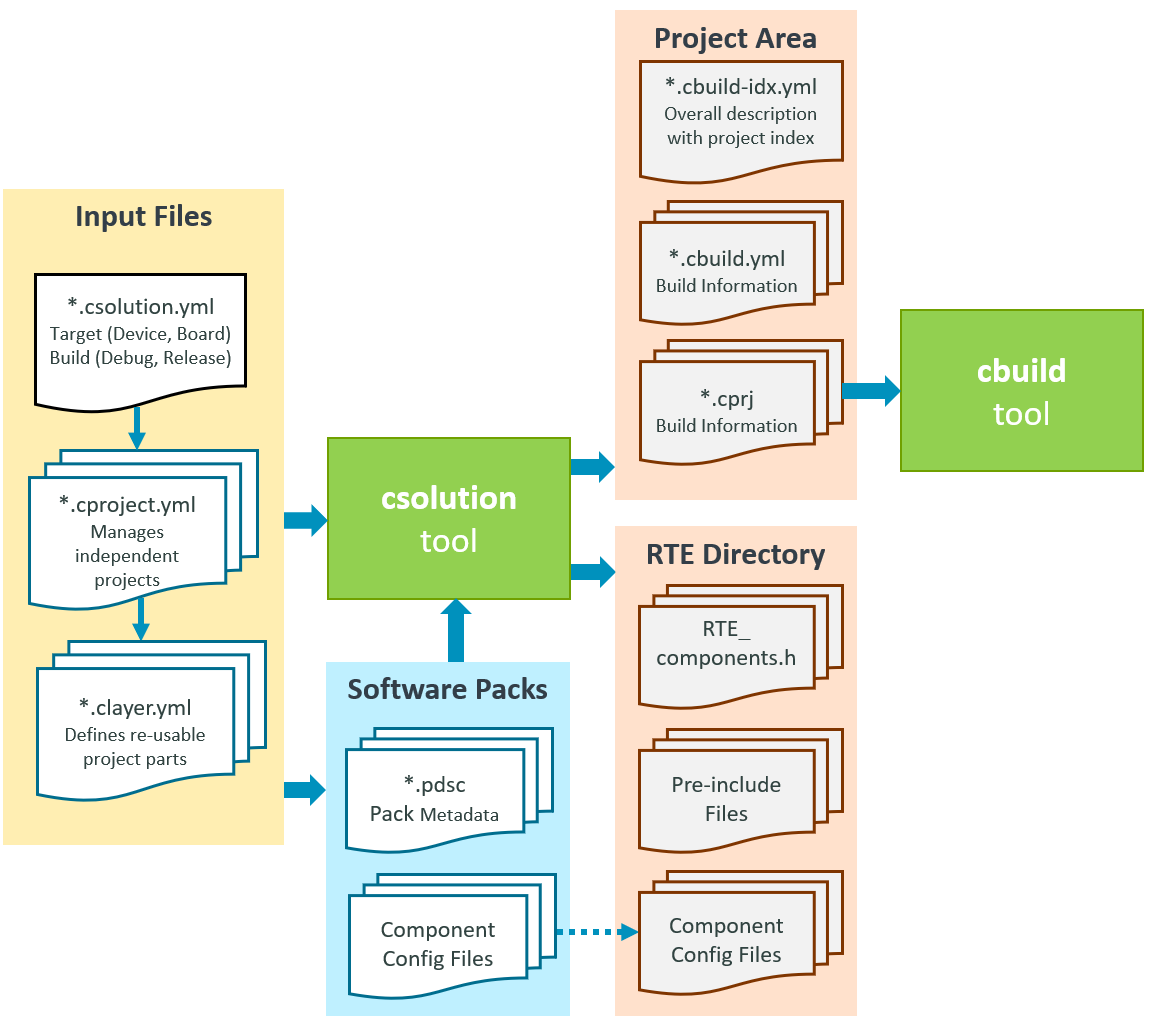 Input Files
*.csolution.yml
Target (Device, Board)
Build (Debug, Release)
*.cproject.yml
Manages
independent
projects
*.clayer.yml
Defines re-usable
project parts
csolution
tool
Software Packs
*.pdsc
Pack Metadata
Component
Config Files
Project Area
*.cbuild-idx.yml
Overall description
with project index
*.cbuild.yml
Build Information
*.cprj
Build Information
RTE Directory
RTE_
components.h
Pre-include
Files
Component
Config Files
cbuild
tool